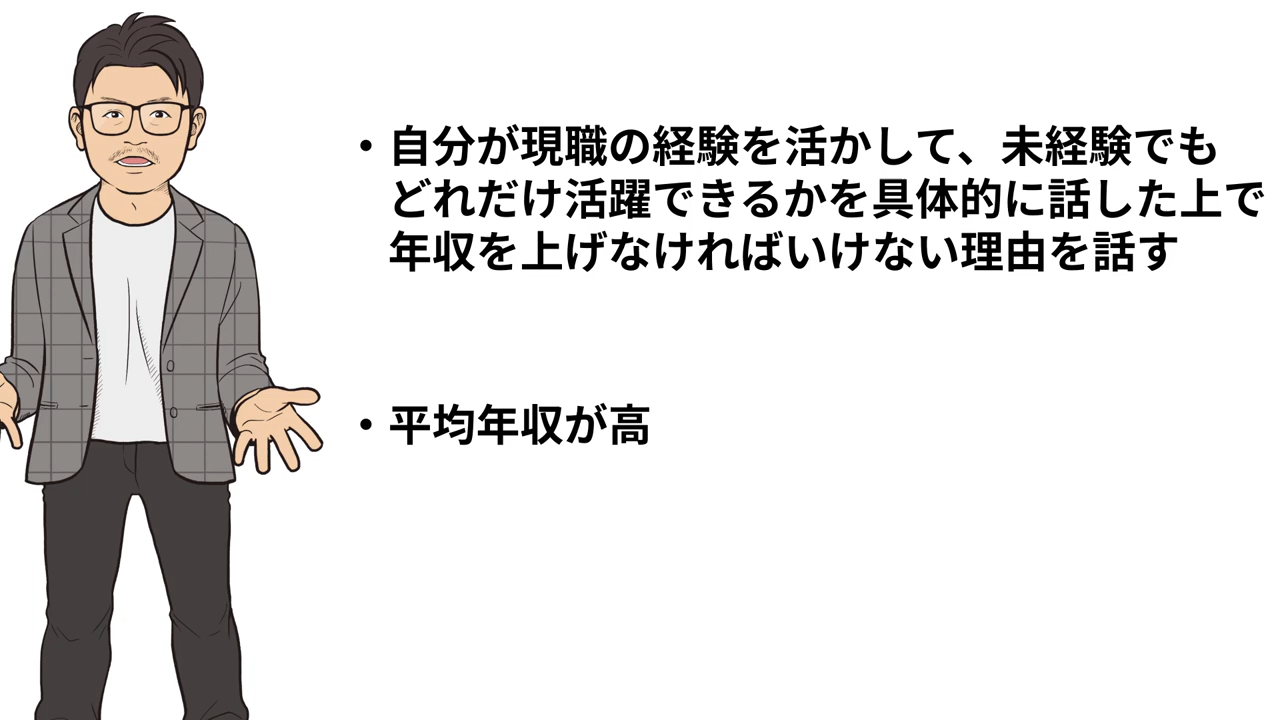 ・自分が現職の経験を活かして、未経験でも
どれだけ活躍できるかを具体的に話した上で
年収を上げなければいけない理由を話す
・平均年収が高